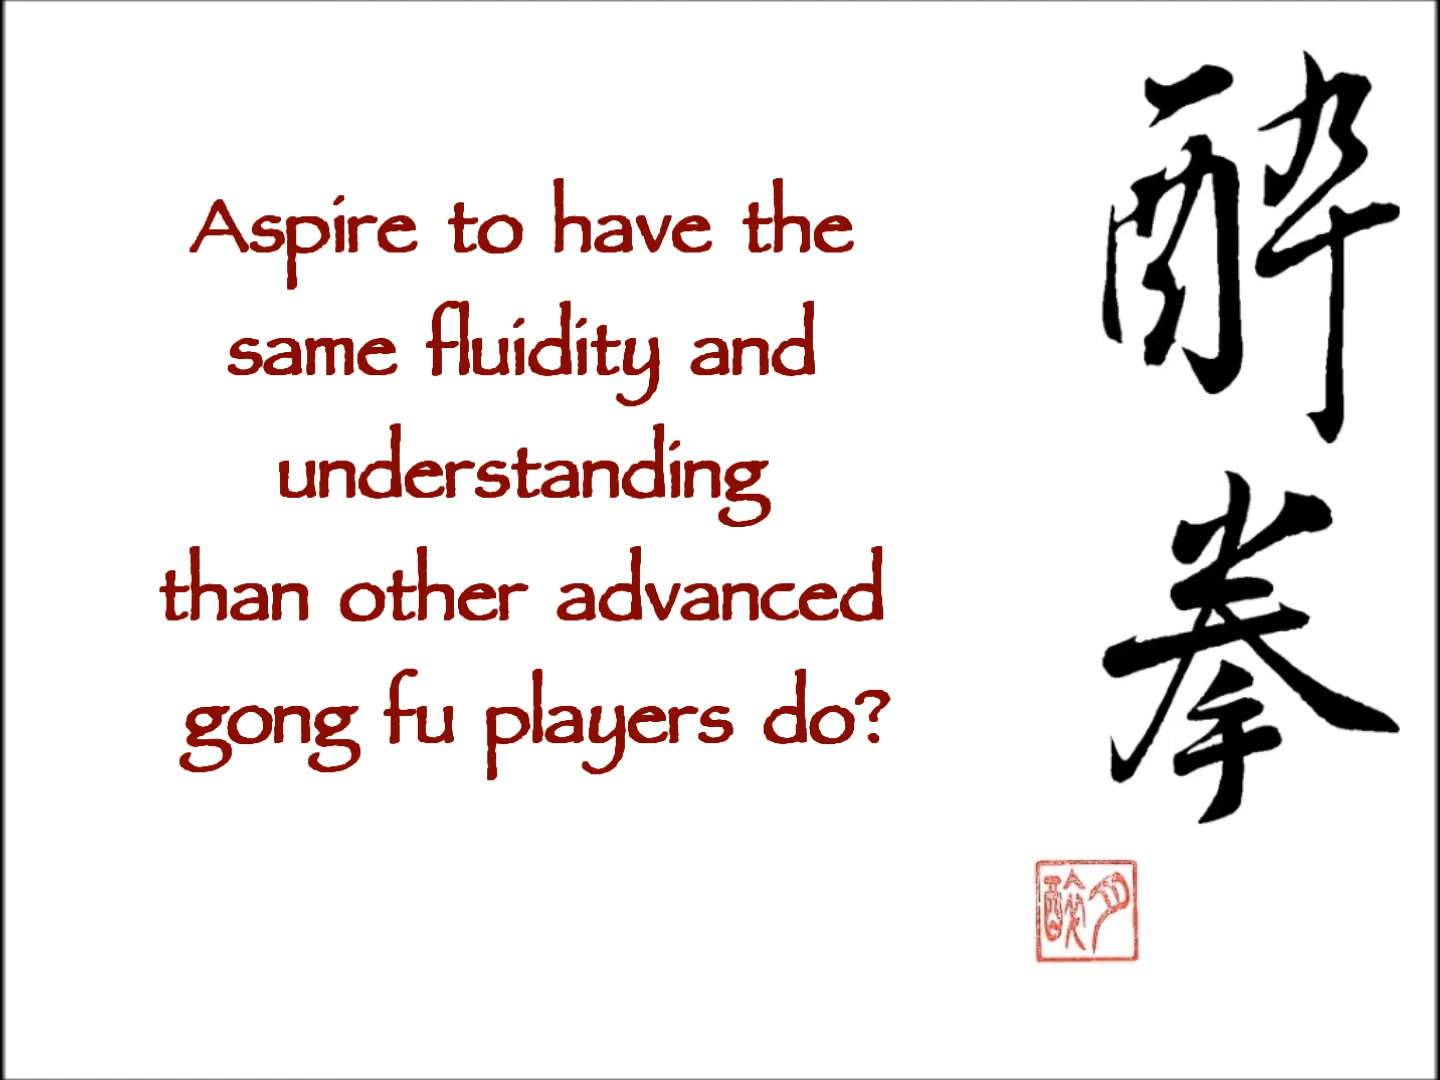 Aspire to have the
same fluidity and
understanding
than other advanced
gong fu players do?
醉拳